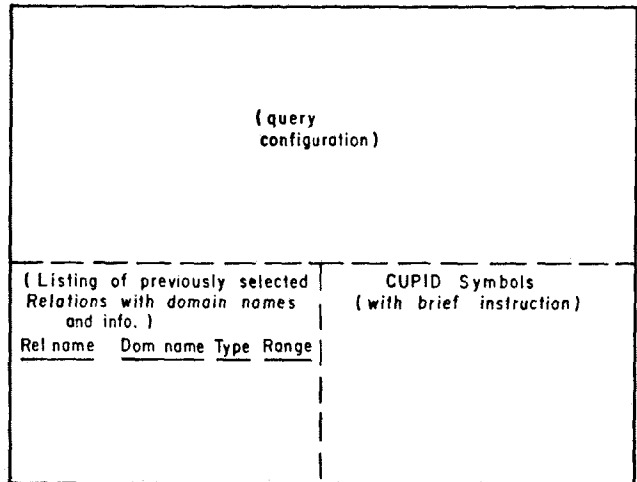 (query
configuration)
(Listing of previously selected
Relations with domain names
and info.)
Rel name Dom name Type Range
CUPID Symbols
(with brief instruction)